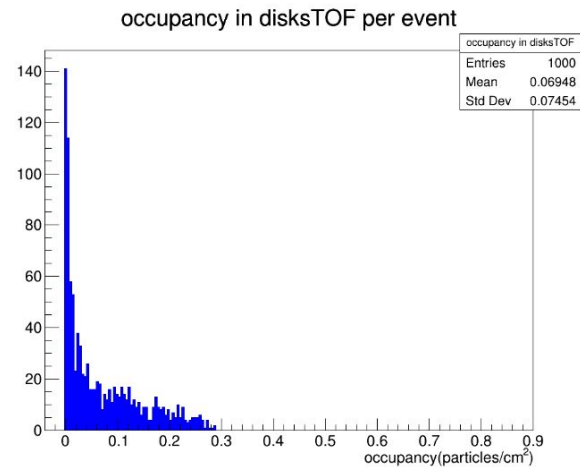 occupancy in disksTOF per event
occupancy in disksTOF
Entries 1000
Mean 0.06948
Std Dev 0.07454
140
120
100
80
60
40
20
0
0 0.1 0.2 0.3 0.4 0.5 0.6 0.7 0.8 0.9
occupancy(particles/cm²)